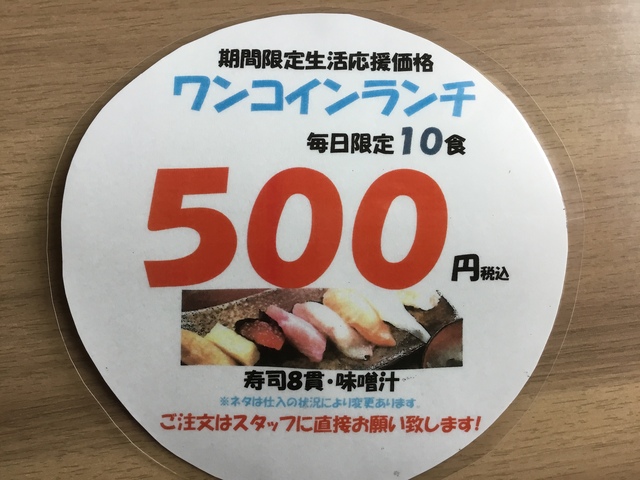 期間限定生活応援価格
ワンコインランチ
毎日限定10食
500円税込
寿司8貫・味噌汁
※ネタは仕入の状況により変更あります。
ご注文はスタッフに直接お願い致します!